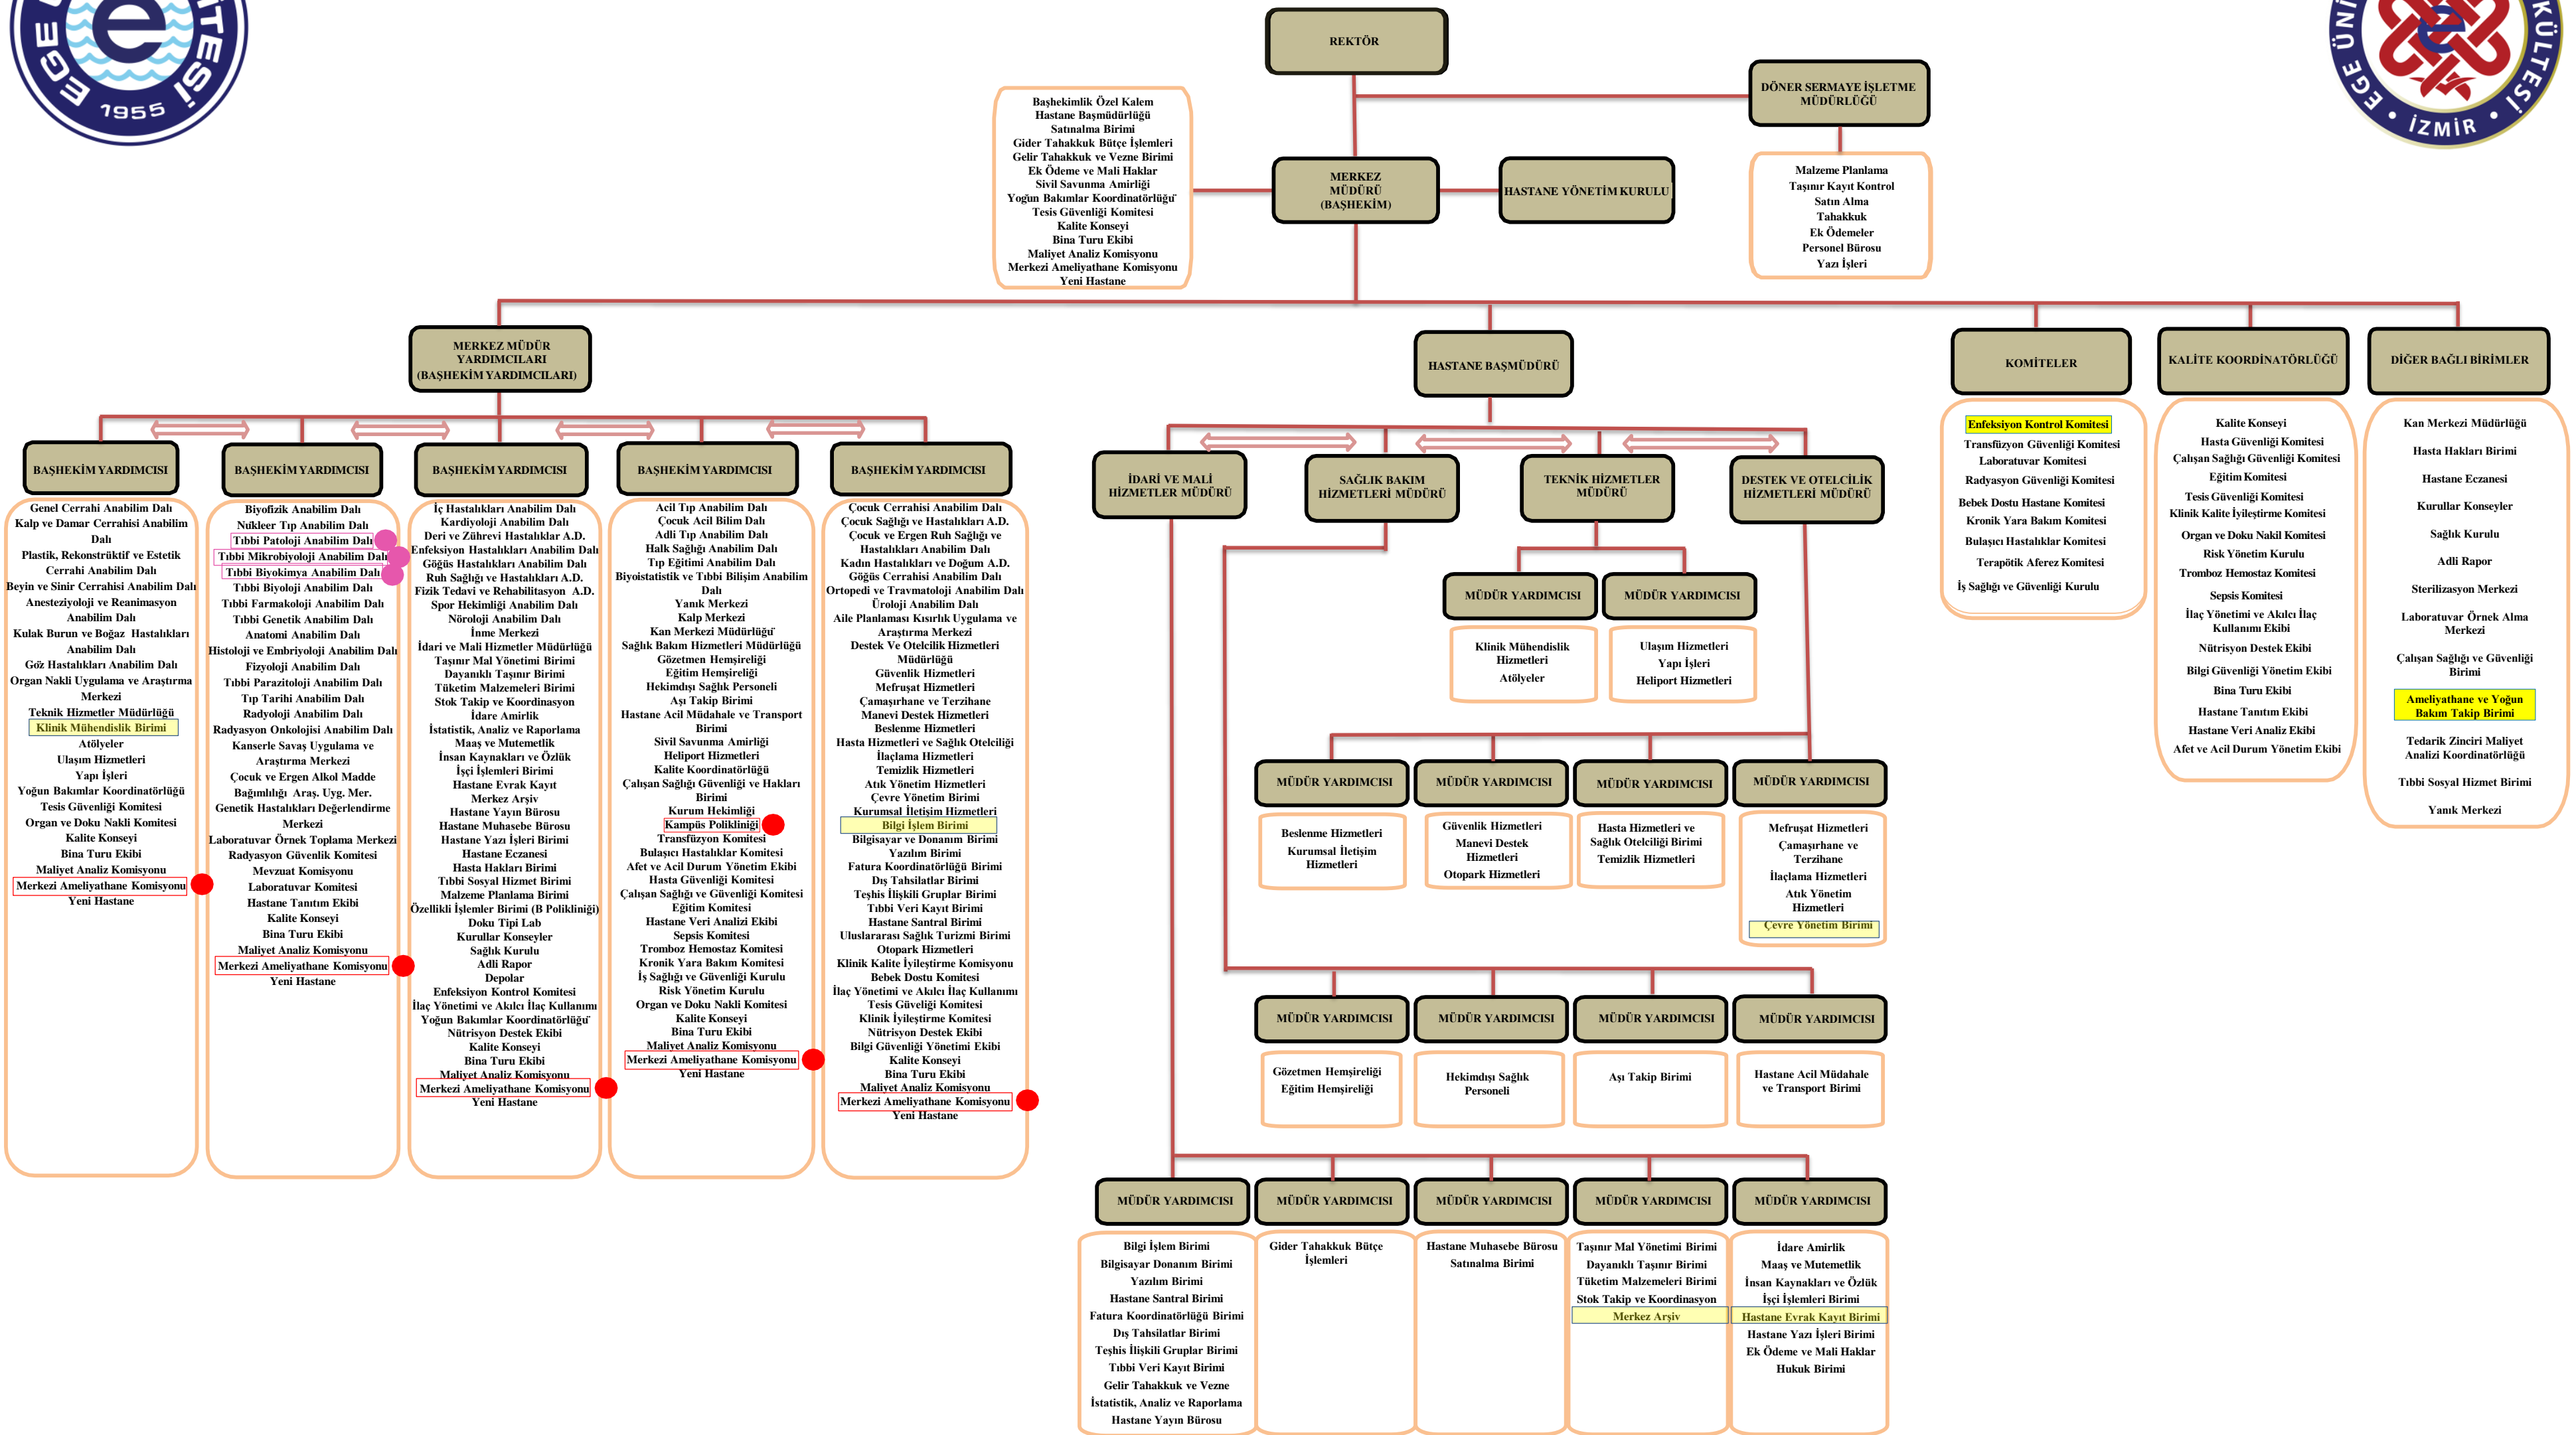 EGE Ü
İTESİ
e
1955
EGE ÜNİ
KÜLTESİ
İZMİR
REKTÖR
DÖNER SERMAYE İŞLETME
MÜDÜRLÜĞÜ
Başhekimlik Özel Kalem
Hastane Başmüdürlüğü
Satınalma Birimi
Gider Tahakkuk Bütçe İşlemleri
Gelir Tahakkuk ve Vezne Birimi
Ek Ödeme ve Mali Haklar
Sivil Savunma Amirliği
Yoğun Bakımlar Koordinatörlüğü
Tesis Güvenliği Komitesi
Kalite Konseyi
Bina Turu Ekibi
Maliyet Analiz Komisyonu
Merkezi Ameliyathane Komisyonu
Yeni Hastane
MERKEZ
MÜDÜRÜ
(BAŞHEKİM)
HASTANE YÖNETİM KURULU
Malzeme Planlama
Taşınır Kayıt Kontrol
Satın Alma
Tahakkuk
Ek Ödemeler
Personel Bürosu
Yazı İşleri
MERKEZ MÜDÜR
YARDIMCILARI
(BAŞHEKİM YARDIMCILARI)
HASTANE BAŞMÜDÜRÜ
KOMİTELER
KALİTE KOORDİNATÖRLÜĞÜ
DİĞER BAĞLI BİRİMLER
BAŞHEKİM YARDIMCISI
Genel Cerrahi Anabilim Dalı
Kalp ve Damar Cerrahisi Anabilim
Dalı
Plastik, Rekonstrüktif ve Estetik
Cerrahi Anabilim Dalı
Beyin ve Sinir Cerrahisi Anabilim Dalı
Anesteziyoloji ve Reanimasyon
Anabilim Dalı
Kulak Burun ve Boğaz Hastalıkları
Anabilim Dalı
Göz Hastalıkları Anabilim Dalı
Organ Nakli Uygulama ve Araştırma
Merkezi
Teknik Hizmetler Müdürlüğü
Klinik Mühendislik Birimi
Atölyeler
Ulaşım Hizmetleri
Yapı İşleri
Yoğun Bakımlar Koordinatörlüğü
Tesis Güvenliği Komitesi
Organ ve Doku Nakli Komitesi
Kalite Konseyi
Bina Turu Ekibi
Maliyet Analiz Komisyonu
Merkezi Ameliyathane Komisyonu
Yeni Hastane
BAŞHEKİM YARDIMCISI
Biyofizik Anabilim Dalı
Nükleer Tıp Anabilim Dalı
Tıbbi Patoloji Anabilim Dalı
Tıbbi Mikrobiyoloji Anabilim Dalı
Tıbbi Biyokimya Anabilim Dalı
Tıbbi Biyoloji Anabilim Dalı
Tıbbi Farmakoloji Anabilim Dalı
Tıbbi Genetik Anabilim Dalı
Anatomi Anabilim Dalı
Histoloji ve Embriyoloji Anabilim Dalı
Fizyoloji Anabilim Dalı
Tıbbi Parazitoloji Anabilim Dalı
Tıp Tarihi Anabilim Dalı
Radyoloji Anabilim Dalı
Radyasyon Onkolojisi Anabilim Dalı
Kanserle Savaş Uygulama ve
Araştırma Merkezi
Çocuk ve Ergen Alkol Madde
Bağımlılığı Araş. Uyg. Mer.
Genetik Hastalıkları Değerlendirme
Merkezi
Laboratuvar Örnek Toplama Merkezi
Radyasyon Güvenlik Komitesi
Mevzuat Komisyonu
Laboratuvar Komitesi
Hastane Tanıtım Ekibi
Kalite Konseyi
Bina Turu Ekibi
Maliyet Analiz Komisyonu
Merkezi Ameliyathane Komisyonu
Yeni Hastane
BAŞHEKİM YARDIMCISI
İç Hastalıkları Anabilim Dalı
Kardiyoloji Anabilim Dalı
Deri ve Zührevi Hastalıklar A.D.
Enfeksiyon Hastalıkları Anabilim Dalı
Göğüs Hastalıkları Anabilim Dalı
Ruh Sağlığı ve Hastalıkları A.D.
Fizik Tedavi ve Rehabilitasyon A.D.
Spor Hekimliği Anabilim Dalı
Nöroloji Anabilim Dalı
İnme Merkezi
İdari ve Mali Hizmetler Müdürlüğü
Taşınır Mal Yönetimi Birimi
Dayanıklı Taşınır Birimi
Tüketim Malzemeleri Birimi
Stok Takip ve Koordinasyon
İdare Amirlik
İstatistik, Analiz ve Raporlama
Maaş ve Mutemetlik
İnsan Kaynakları ve Özlük
İşçi İşlemleri Birimi
Hastane Evrak Kayıt
Merkez Arşiv
Hastane Yayın Bürosu
Hastane Muhasebe Bürosu
Hastane Yazı İşleri Birimi
Hastane Eczanesi
Hasta Hakları Birimi
Tıbbi Sosyal Hizmet Birimi
Malzeme Planlama Birimi
Özellikli İşlemler Birimi (B Polikliniği)
Doku Tipi Lab
Kurullar Konseyler
Sağlık Kurulu
Adli Rapor
Depolar
Enfeksiyon Kontrol Komitesi
İlaç Yönetimi ve Akılcı İlaç Kullanımı
Yoğun Bakımlar Koordinatörlüğü
Nütrisyon Destek Ekibi
Kalite Konseyi
Bina Turu Ekibi
Maliyet Analiz Komisyonu
Merkezi Ameliyathane Komisyonu
Yeni Hastane
BAŞHEKİM YARDIMCISI
Acil Tıp Anabilim Dalı
Çocuk Acil Bilim Dalı
Adli Tıp Anabilim Dalı
Halk Sağlığı Anabilim Dalı
Tıp Eğitimi Anabilim Dalı
Biyoistatistik ve Tıbbi Bilişim Anabilim
Dalı
Yanık Merkezi
Kalp Merkezi
Kan Merkezi Müdürlüğü
Sağlık Bakım Hizmetleri Müdürlüğü
Gözetmen Hemşireliği
Eğitim Hemşireliği
Hekimdışı Sağlık Personeli
Aşı Takip Birimi
Hastane Acil Müdahale ve Transport
Birimi
Sivil Savunma Amirliği
Heliport Hizmetleri
Kalite Koordinatörlüğü
Çalışan Sağlığı Güvenliği ve Hakları
Birimi
Kurum Hekimliği
Kampüs Polikliniği
Transfüzyon Komitesi
Bulaşıcı Hastalıklar Komitesi
Afet ve Acil Durum Yönetim Ekibi
Hasta Güvenliği Komitesi
Çalışan Sağlığı ve Güvenliği Komitesi
Eğitim Komitesi
Hastane Veri Analizi Ekibi
Sepsis Komitesi
Tromboz Hemostaz Komitesi
Kronik Yara Bakım Komitesi
İş Sağlığı ve Güvenliği Kurulu
Risk Yönetim Kurulu
Organ ve Doku Nakli Komitesi
Kalite Konseyi
Bina Turu Ekibi
Maliyet Analiz Komisyonu
Merkezi Ameliyathane Komisyonu
Yeni Hastane
BAŞHEKİM YARDIMCISI
Çocuk Cerrahisi Anabilim Dalı
Çocuk Sağlığı ve Hastalıkları A.D.
Çocuk ve Ergen Ruh Sağlığı ve
Hastalıkları Anabilim Dalı
Kadın Hastalıkları ve Doğum A.D.
Göğüs Cerrahisi Anabilim Dalı
Ortopedi ve Travmatoloji Anabilim Dalı
Üroloji Anabilim Dalı
Aile Planlaması Kısırlık Uygulama ve
Araştırma Merkezi
Destek Ve Otelcilik Hizmetleri
Müdürlüğü
Güvenlik Hizmetleri
Mefruşat Hizmetleri
Çamaşırhane ve Terzihane
Manevi Destek Hizmetleri
Beslenme Hizmetleri
Hasta Hizmetleri ve Sağlık Otelciliği
İlaçlama Hizmetleri
Temizlik Hizmetleri
Atık Yönetim Hizmetleri
Çevre Yönetim Birimi
Kurumsal İletişim Hizmetleri
Bilgi İşlem Birimi
Bilgisayar ve Donanım Birimi
Yazılım Birimi
Fatura Koordinatörlüğü Birimi
Dış Tahsilatlar Birimi
Teşhis İlişkili Gruplar Birimi
Tıbbi Veri Kayıt Birimi
Hastane Santral Birimi
Uluslararası Sağlık Turizmi Birimi
Otopark Hizmetleri
Klinik Kalite İyileştirme Komisyonu
Bebek Dostu Komitesi
İlaç Yönetimi ve Akılcı İlaç Kullanımı
Tesis Güveliği Komitesi
Klinik İyileştirme Komitesi
Nütrisyon Destek Ekibi
Bilgi Güvenliği Yönetimi Ekibi
Kalite Konseyi
Bina Turu Ekibi
Maliyet Analiz Komisyonu
Merkezi Ameliyathane Komisyonu
Yeni Hastane
İDARİ VE MALİ
HİZMETLER MÜDÜRÜ
SAĞLIK BAKIM
HİZMETLERİ MÜDÜRÜ
TEKNİK HİZMETLER
MÜDÜRÜ
DESTEK VE OTELCİLİK
HİZMETLERİ MÜDÜRÜ
MÜDÜR YARDIMCISI
Klinik Mühendislik
Hizmetleri
Atölyeler
MÜDÜR YARDIMCISI
Ulaşım Hizmetleri
Yapı İşleri
Heliport Hizmetleri
MÜDÜR YARDIMCISI
Beslenme Hizmetleri
Kurumsal İletişim
Hizmetleri
MÜDÜR YARDIMCISI
Güvenlik Hizmetleri
Manevi Destek
Hizmetleri
Otopark Hizmetleri
MÜDÜR YARDIMCISI
Hasta Hizmetleri ve
Sağlık Otelciliği Birimi
Temizlik Hizmetleri
MÜDÜR YARDIMCISI
Mefruşat Hizmetleri
Çamaşırhane ve
Terzihane
İlaçlama Hizmetleri
Atık Yönetim
Hizmetleri
Çevre Yönetim Birimi
MÜDÜR YARDIMCISI
Gözetmen Hemşireliği
Eğitim Hemşireliği
MÜDÜR YARDIMCISI
Hekimdışı Sağlık
Personeli
MÜDÜR YARDIMCISI
Aşı Takip Birimi
MÜDÜR YARDIMCISI
Hastane Acil Müdahale
ve Transport Birimi
MÜDÜR YARDIMCISI
Bilgi İşlem Birimi
Bilgisayar Donanım Birimi
Yazılım Birimi
Hastane Santral Birimi
Fatura Koordinatörlüğü Birimi
Dış Tahsilatlar Birimi
Teşhis İlişkili Gruplar Birimi
Tıbbi Veri Kayıt Birimi
Gelir Tahakkuk ve Vezne
İstatistik, Analiz ve Raporlama
Hastane Yayın Bürosu
MÜDÜR YARDIMCISI
Gider Tahakkuk Bütçe
İşlemleri
MÜDÜR YARDIMCISI
Hastane Muhasebe Bürosu
Satınalma Birimi
MÜDÜR YARDIMCISI
Taşınır Mal Yönetimi Birimi
Dayanıklı Taşınır Birimi
Tüketim Malzemeleri Birimi
Stok Takip ve Koordinasyon
Merkez Arşiv
MÜDÜR YARDIMCISI
İdare Amirlik
Maaş ve Mutemetlik
İnsan Kaynakları ve Özlük
İşçi İşlemleri Birimi
Hastane Evrak Kayıt Birimi
Hastane Yazı İşleri Birimi
Ek Ödeme ve Mali Haklar
Hukuk Birimi
Enfeksiyon Kontrol Komitesi
Transfüzyon Güvenliği Komitesi
Laboratuvar Komitesi
Radyasyon Güvenliği Komitesi
Bebek Dostu Hastane Komitesi
Kronik Yara Bakım Komitesi
Bulaşıcı Hastalıklar Komitesi
Terapötik Aferez Komitesi
İş Sağlığı ve Güvenliği Kurulu
Kalite Konseyi
Hasta Güvenliği Komitesi
Çalışan Sağlığı Güvenliği Komitesi
Eğitim Komitesi
Tesis Güvenliği Komitesi
Klinik Kalite İyileştirme Komitesi
Organ ve Doku Nakil Komitesi
Risk Yönetim Kurulu
Tromboz Hemostaz Komitesi
Sepsis Komitesi
İlaç Yönetimi ve Akılcı İlaç
Kullanımı Ekibi
Nütrisyon Destek Ekibi
Bilgi Güvenliği Yönetim Ekibi
Bina Turu Ekibi
Hastane Tanıtım Ekibi
Hastane Veri Analiz Ekibi
Afet ve Acil Durum Yönetim Ekibi
Kan Merkezi Müdürlüğü
Hasta Hakları Birimi
Hastane Eczanesi
Kurullar Konseyler
Sağlık Kurulu
Adli Rapor
Sterilizasyon Merkezi
Laboratuvar Örnek Alma
Merkezi
Çalışan Sağlığı ve Güvenliği
Birimi
Ameliyathane ve Yoğun
Bakım Takip Birimi
Tedarik Zinciri Maliyet
Analizi Koordinatörlüğü
Tıbbi Sosyal Hizmet Birimi
Yanık Merkezi